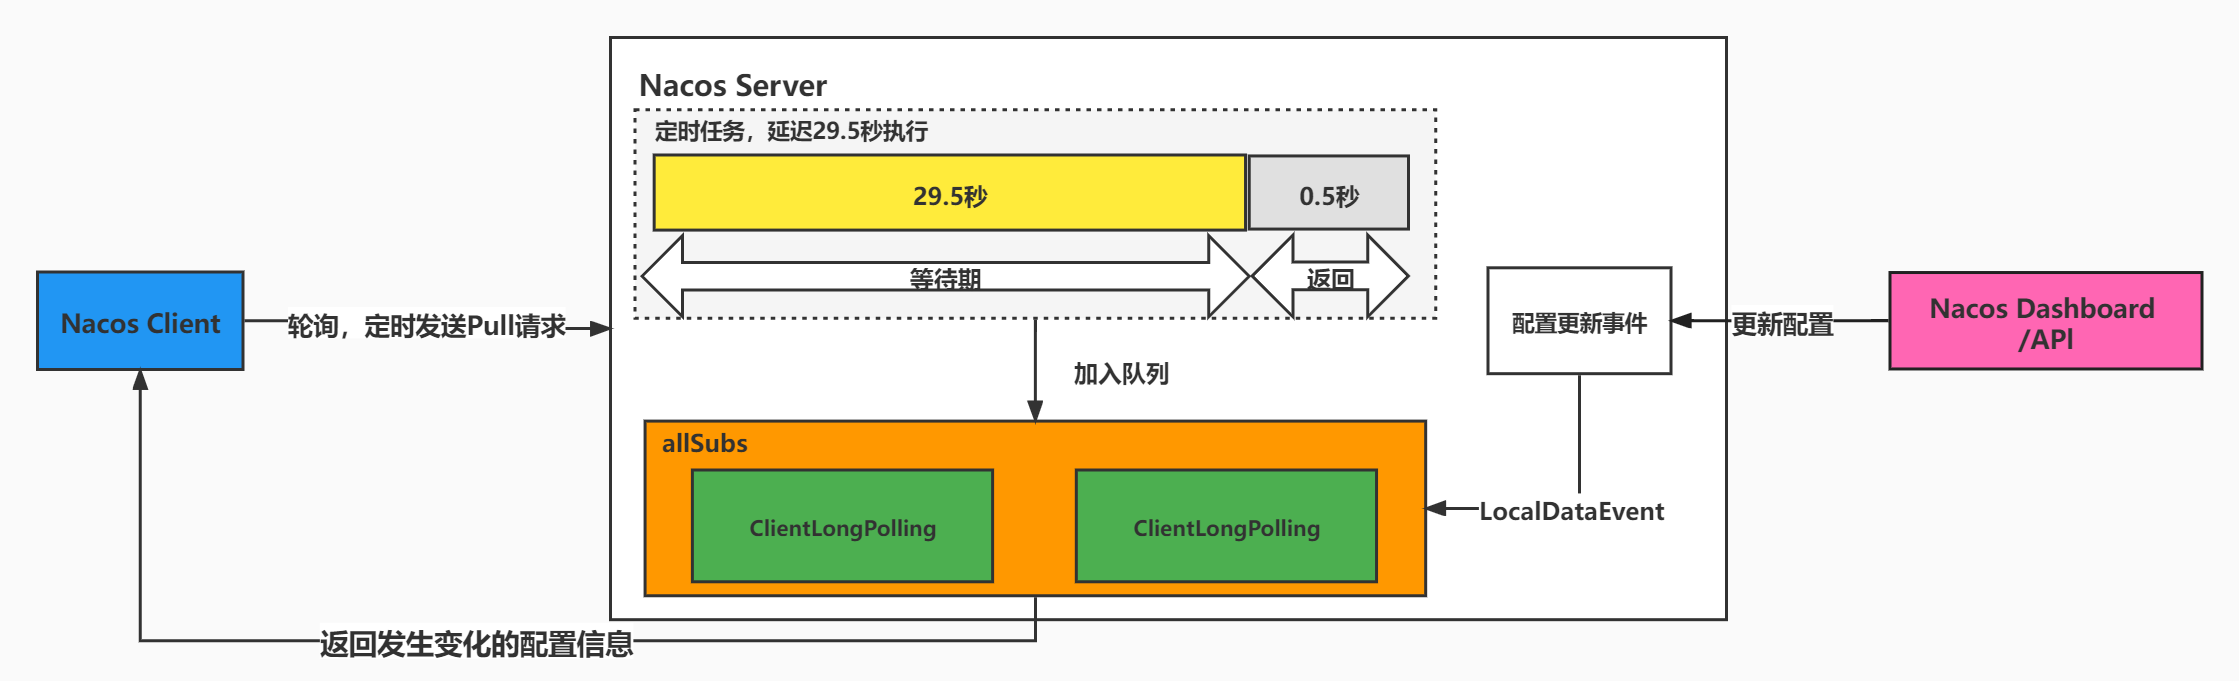 Nacos Server
定时任务，延迟29.5秒执行
29.5秒
0.5秒
等待期
返回
Nacos Client
轮询，定时发送Pull请求
配置更新事件
更新配置
Nacos Dashboard
/API
加入队列
allSubs
ClientLongPolling
ClientLongPolling
LocalDataEvent
返回发生变化的配置信息